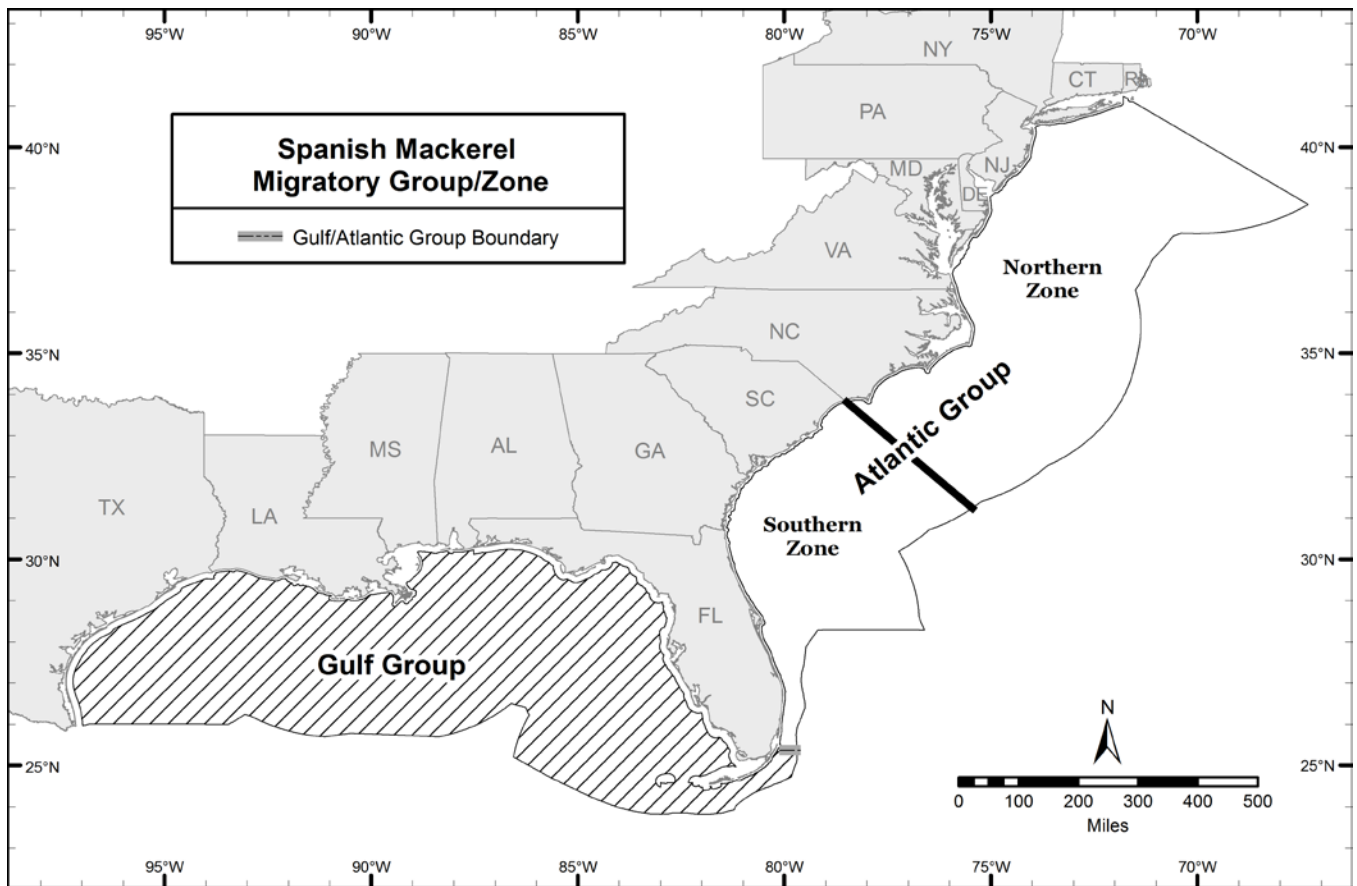 95°W 90°W 85°W 80°W 75°W 70°W
NY
CT
RI
PA
40°N
40°N
Spanish Mackerel
Migratory Group/Zone
Gulf/Atlantic Group Boundary
MD
NJ
DE
VA
Northern
Zone
NC
35°N
35°N
Atlantic Group
SC
MS
AL
GA
TX
LA
Southern
Zone
30°N
30°N
FL
Gulf Group
N
25°N
25°N
0 100 200 300 400 500
Miles
95°W 90°W 85°W 80°W 75°W 70°W